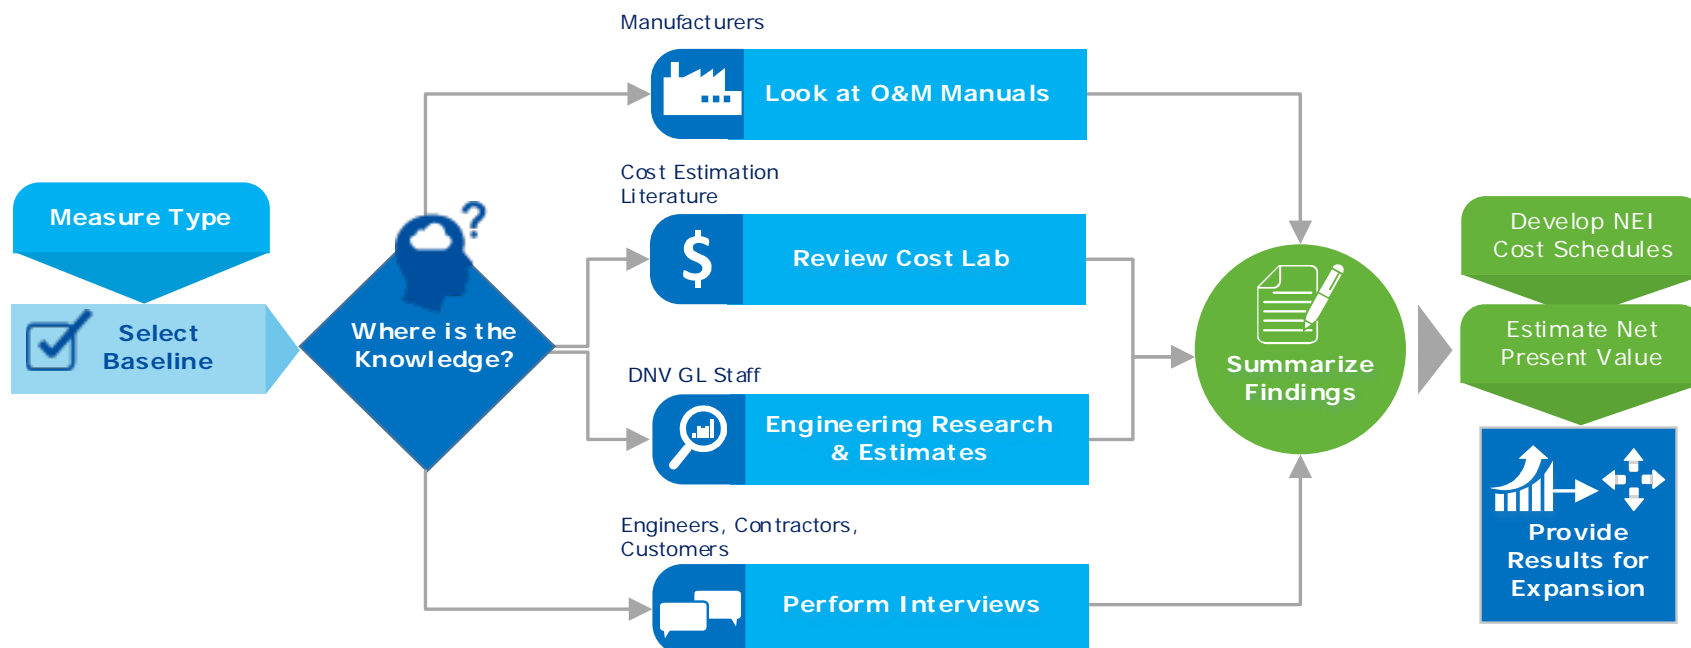 Manufacturers
Look at O&M Manuals
Cost Estimation
Literature
Review Cost Lab
Measure Type
Select
Baseline
Where is the
Knowledge?
DNV GL Staff
Engineering Research
& Estimates
Engineers, Contractors,
Customers
Perform Interviews
Summarize
Findings
Develop NEI
Cost Schedules
Estimate Net
Present Value
Provide
Results for
Expansion